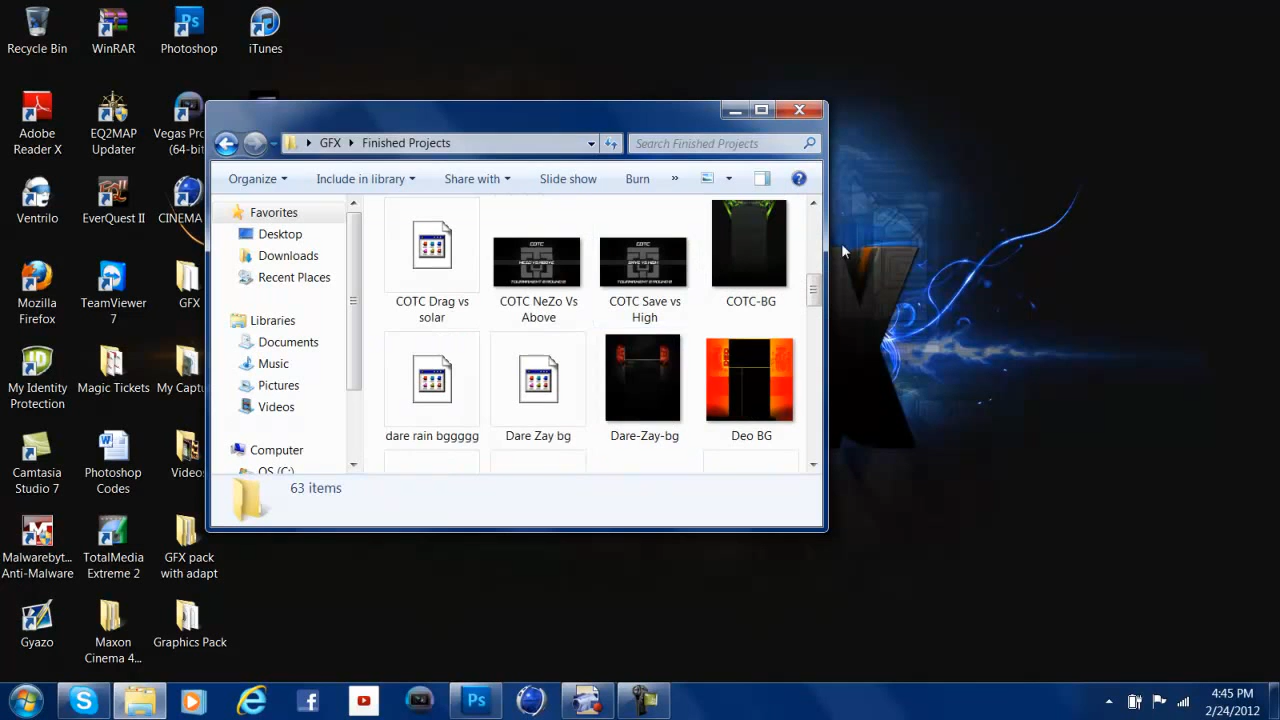 Recycle Bin
WinRAR
Photoshop
iTunes
Adobe
Reader X
EQ2MAP
Updater
Vegas Pro
(64-bit
Ventrilo
EverQuest II
CINEMA
Mozilla
Firefox
TeamViewer
7
GFX
My Identity
Protection
Magic Tickets
My Captu
Camtasia
Studio 7
Photoshop
Codes
Videos
Malwarebyt...
Anti-Malware
TotalMedia
Extreme 2
GFX pack
with adapt
Gyazo
Maxon
Cinema 4...
Graphics Pack
GFX
Finished Projects
Search Finished Projects
Organize
Include in library
Share with
Slide show
Burn
»
Favorites
Desktop
Downloads
Recent Places
Libraries
Documents
Music
Pictures
Videos
Computer
OS (C:)
COTC Drag vs
solar
COTC NeZo Vs
Above
COTC Save vs
High
COTC-BG
dare rain bggggg
Dare Zay bg
Dare-Zay-bg
Deo BG
63 items
4:45 PM
2/24/2012